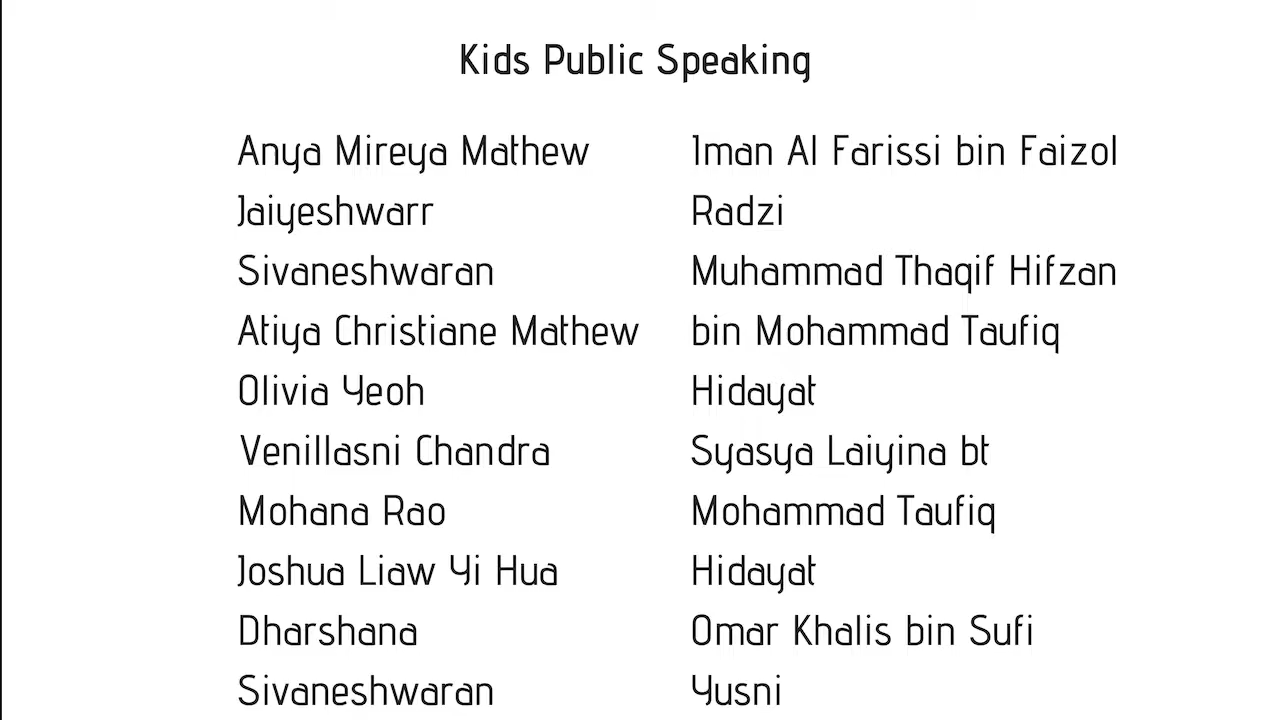 Kids Public Speaking
Anya Mireya Mathew
Jaiyeshwarr
Sivaneshwaran
Atiya Christiane Mathew
Olivia Yeoh
Venillasni Chandra
Mohana Rao
Joshua Liaw Yi Hua
Dharshana
Sivaneshwaran
Iman Al Farissi bin Faizol
Radzi
Muhammad Thaqif Hifzan
bin Mohammad Taufiq
Hidayat
Syasya Laiyina bt
Mohammad Taufiq
Hidayat
Omar Khalis bin Sufi
Yusni